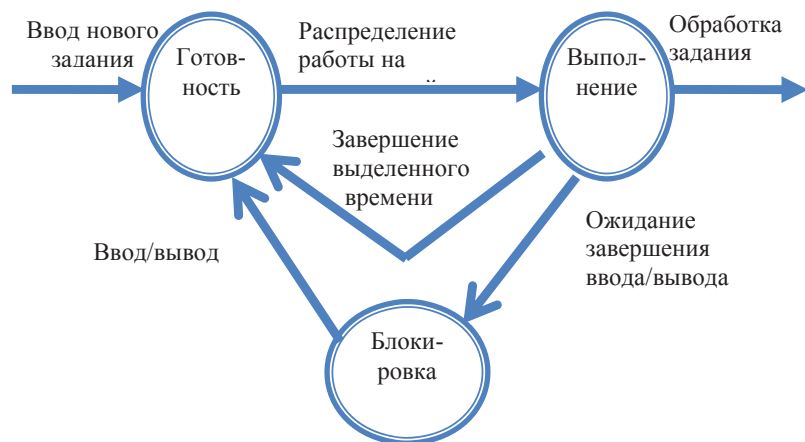 Ввод нового
задания
Готов-
ность
Распределение
работы на
Выпол-
нение
Обработка
задания
Завершение
выделенного
времени
Ввод/вывод
Ожидание
завершения
ввода/вывода
Блоки-
ровка